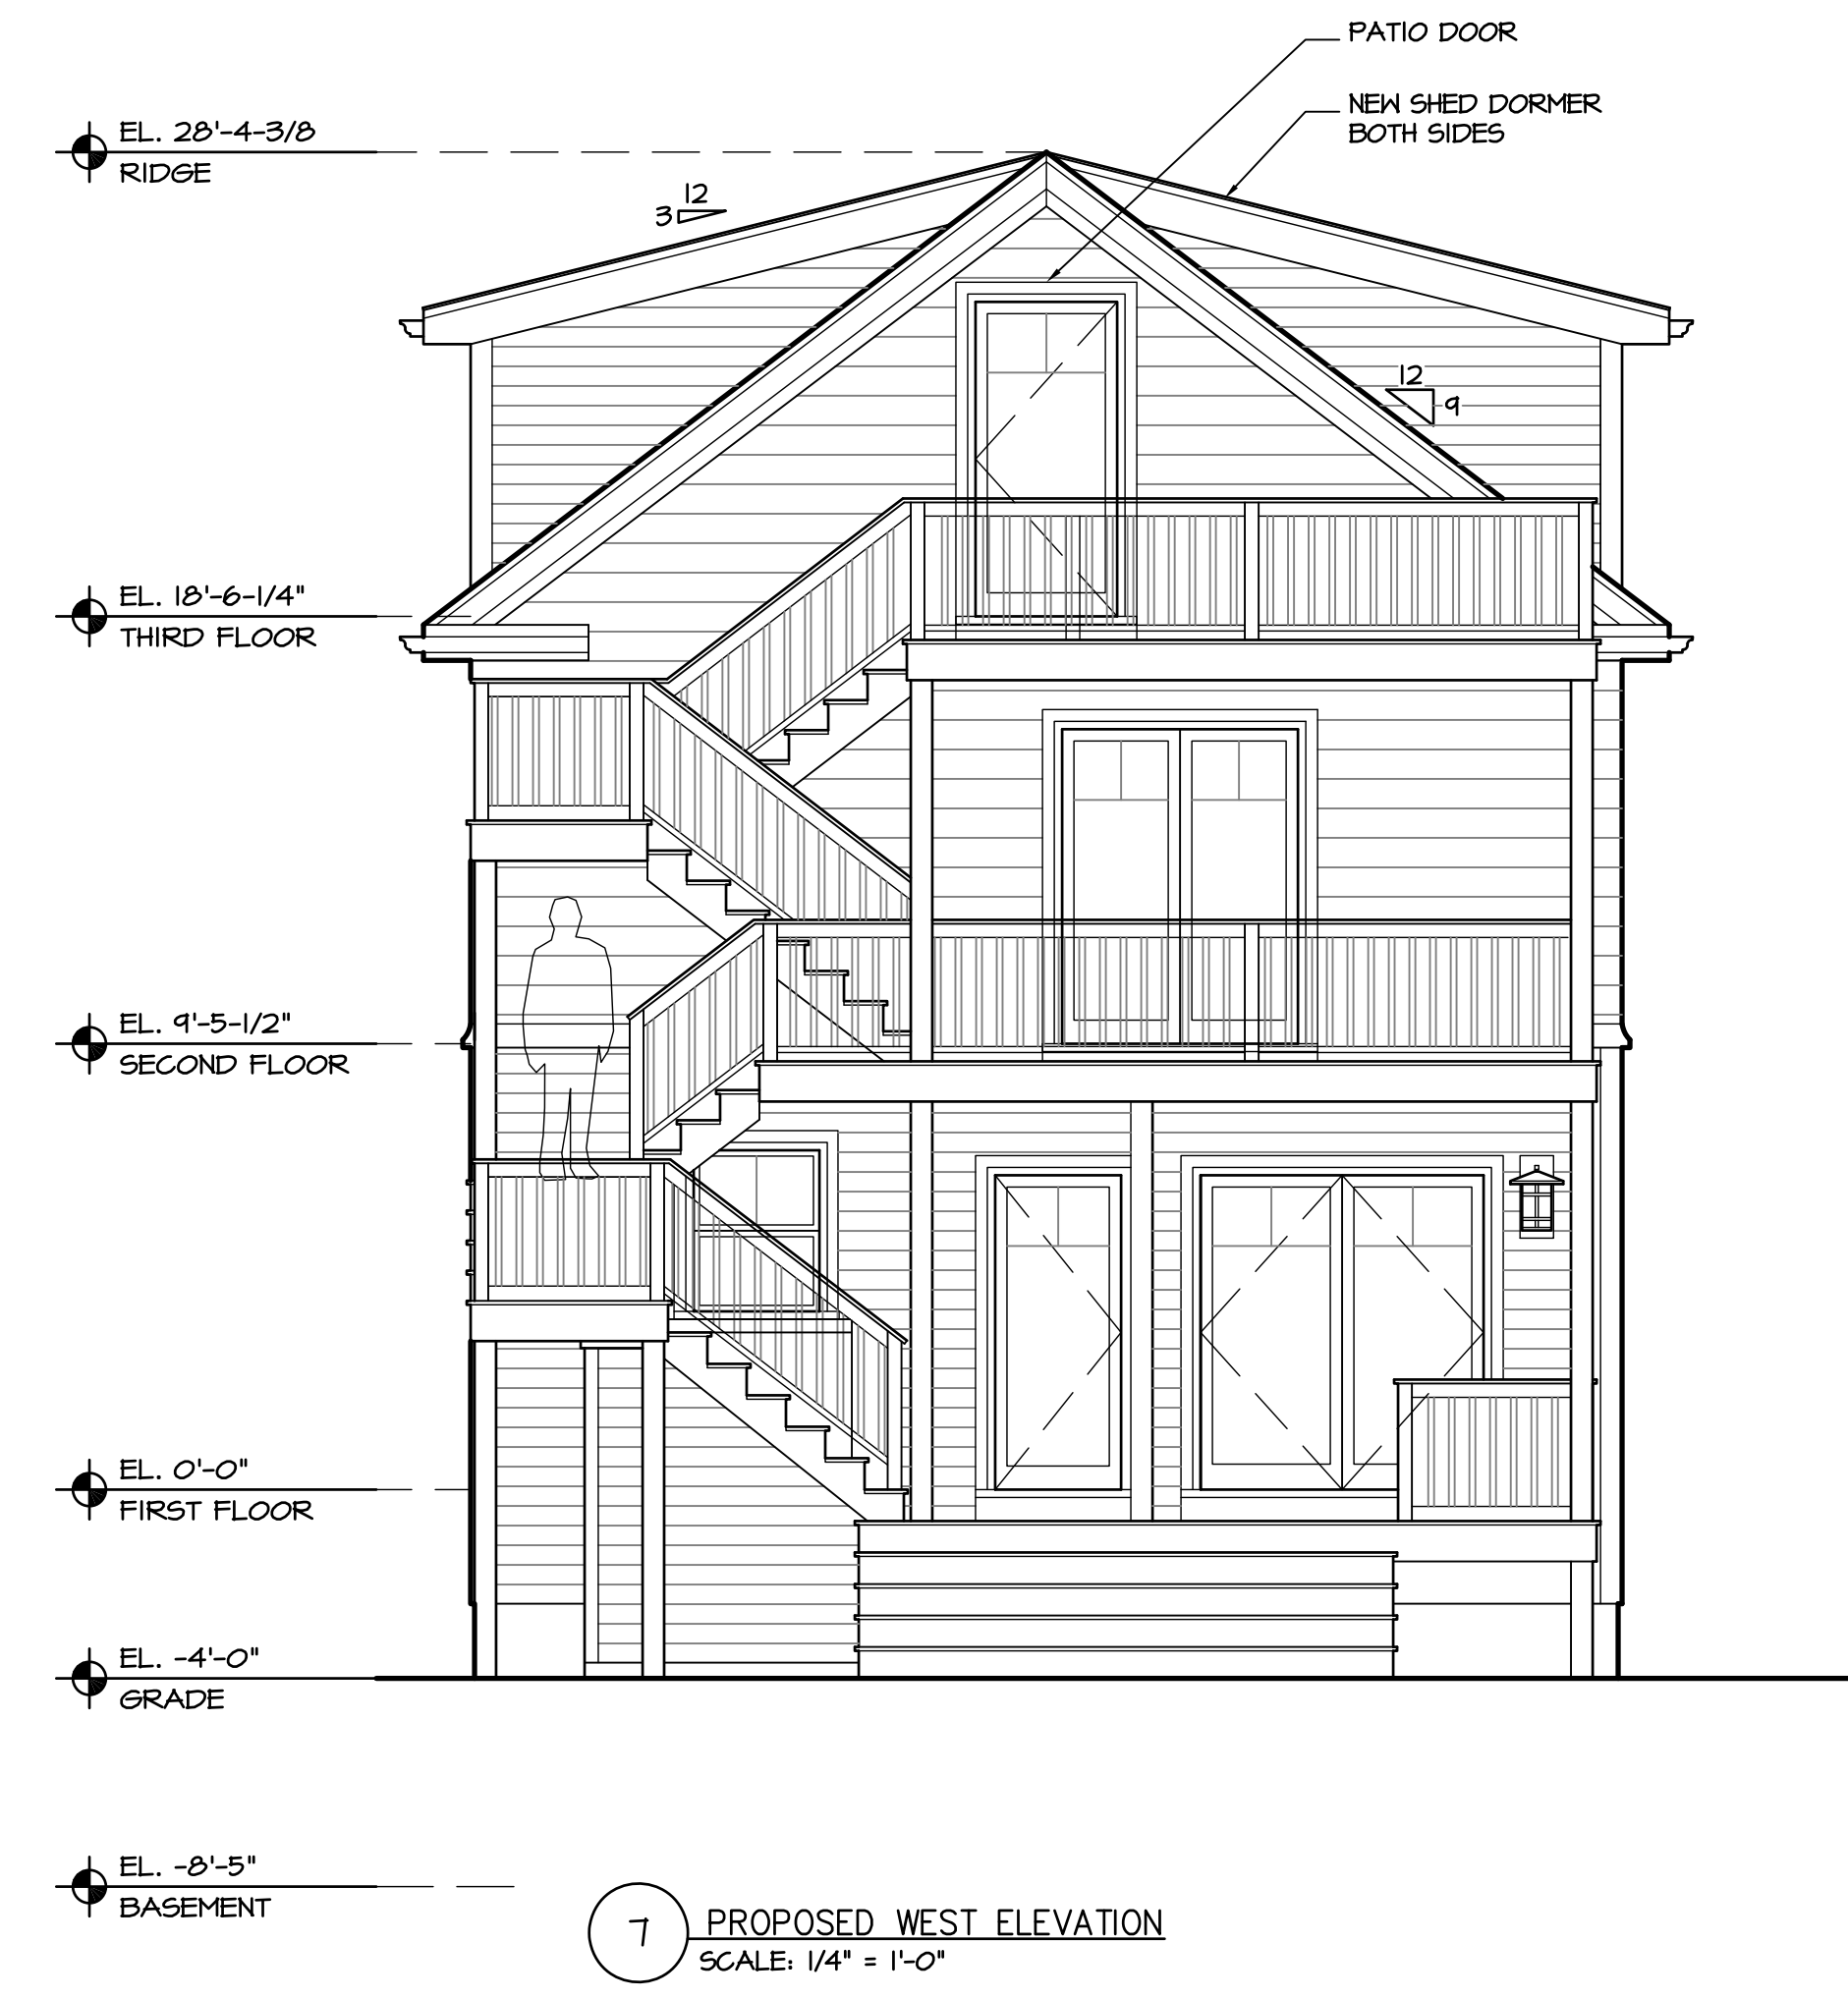 PATIO DOOR
NEW SHED DORMER
BOTH SIDES
EL. 28'-4-3/8
RIDGE
12
3
12
9
EL. 18'-6-1/4"
THIRD FLOOR
EL. 9'-5-1/2"
SECOND FLOOR
EL. 0'-0"
FIRST FLOOR
EL. -4'-0"
GRADE
EL. -8'-5"
BASEMENT
7
PROPOSED WEST ELEVATION
SCALE: 1/4" = 1'-0"